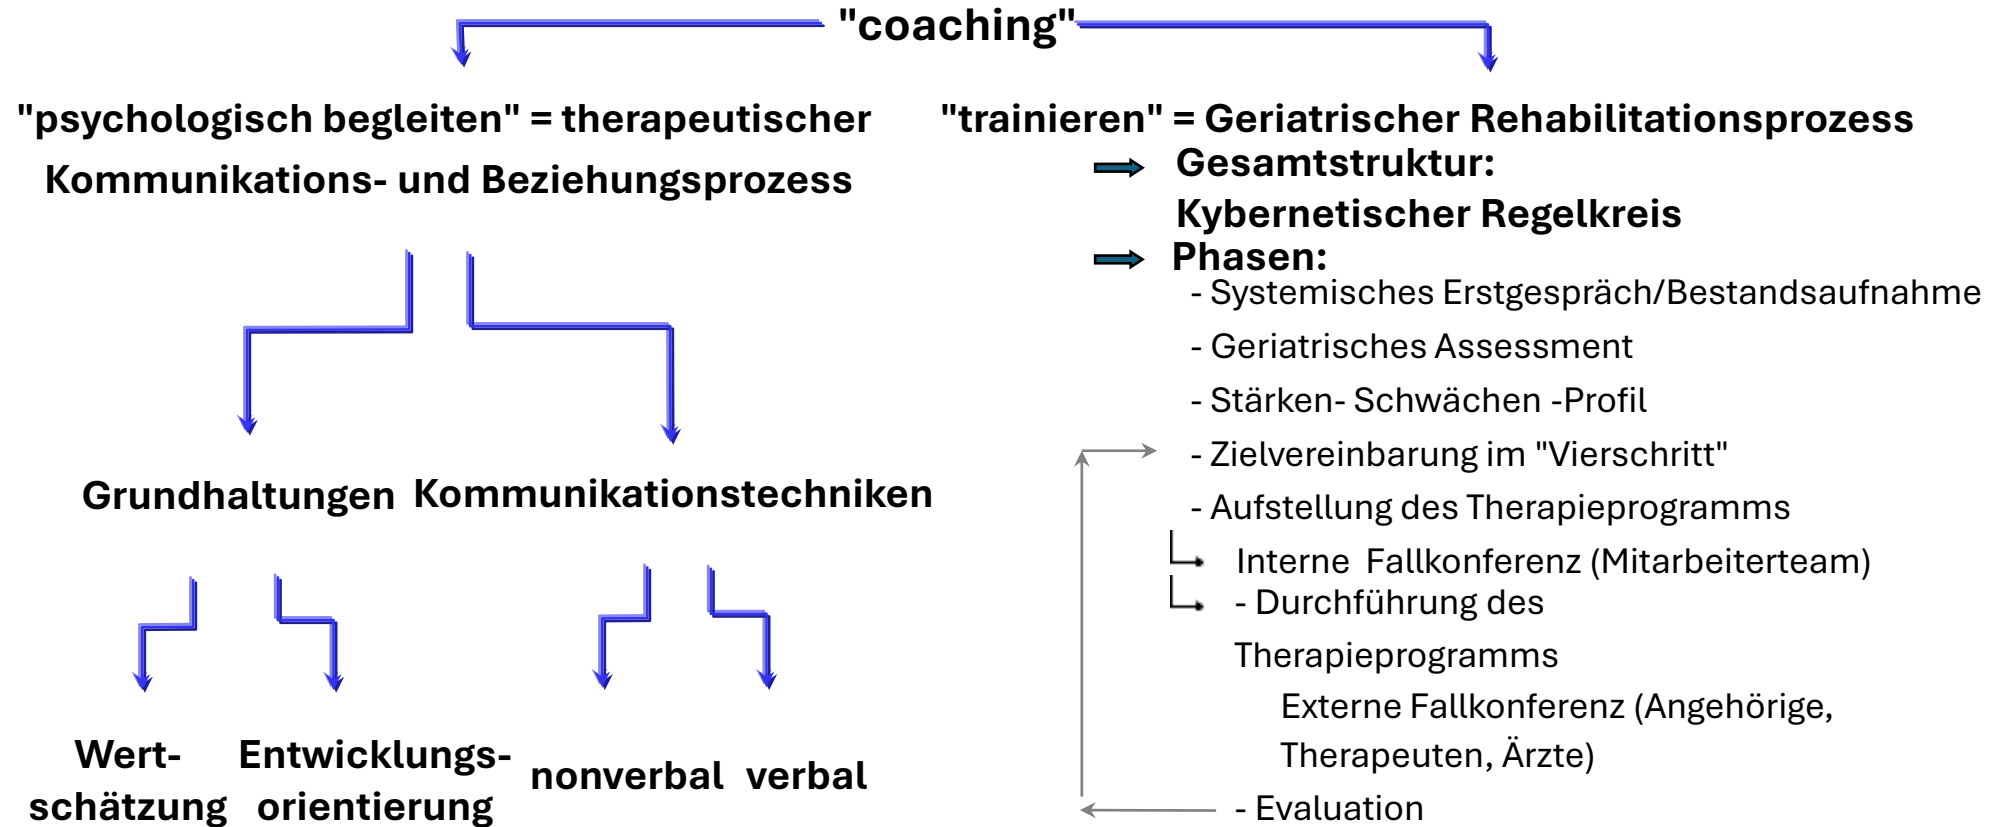 "coaching"
"psychologisch begleiten" = therapeutischer
Kommunikations- und Beziehungsprozess
Grundhaltungen
Kommunikationstechniken
Wert-
schätzung
Entwicklungs-
orientierung
nonverbal
verbal
"trainieren" = Geriatrischer Rehabilitationsprozess
Gesamtstruktur:
Kybernetischer Regelkreis
Phasen:
- Systemisches Erstgespräch/Bestandsaufnahme
- Geriatrisches Assessment
- Stärken- Schwächen -Profil
- Zielvereinbarung im "Vierschritt"
- Aufstellung des Therapieprogramms
Interne Fallkonferenz (Mitarbeiterteam)
- Durchführung des
Therapieprogramms
Externe Fallkonferenz (Angehörige,
Therapeuten, Ärzte)
- Evaluation